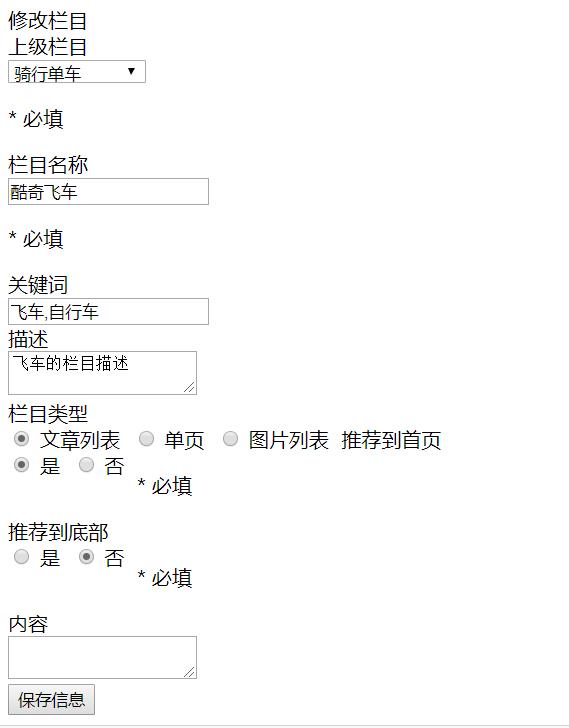 修改栏目
上级栏目
骑行单车
* 必填
栏目名称
酷奇飞车
* 必填
关键词
飞车,自行车
描述
飞车的栏目描述
栏目类型
文章列表 单页 图片列表 推荐到首页
是 否
* 必填
推荐到底部
是 否
* 必填
内容
保存信息